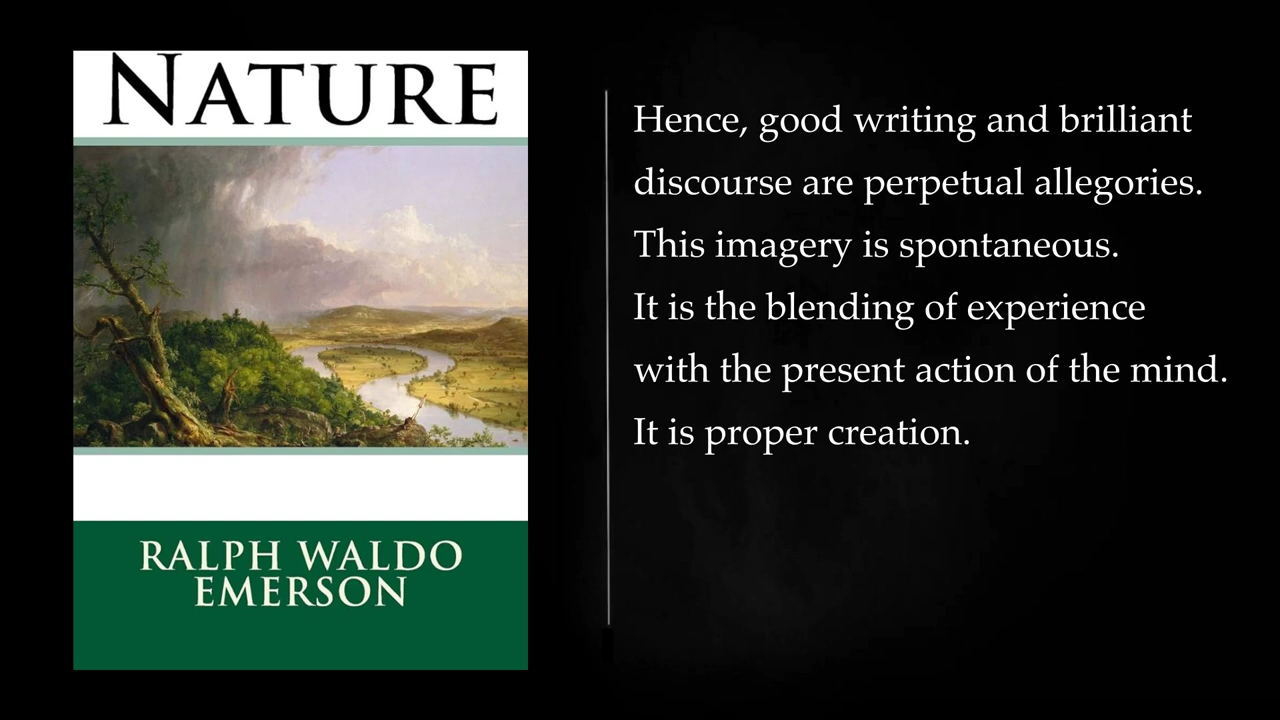 NATURE
RALPH WALDO
EMERSON
Hence, good writing and brilliant
discourse are perpetual allegories.
This imagery is spontaneous.
It is the blending of experience
with the present action of the mind.
It is proper creation.